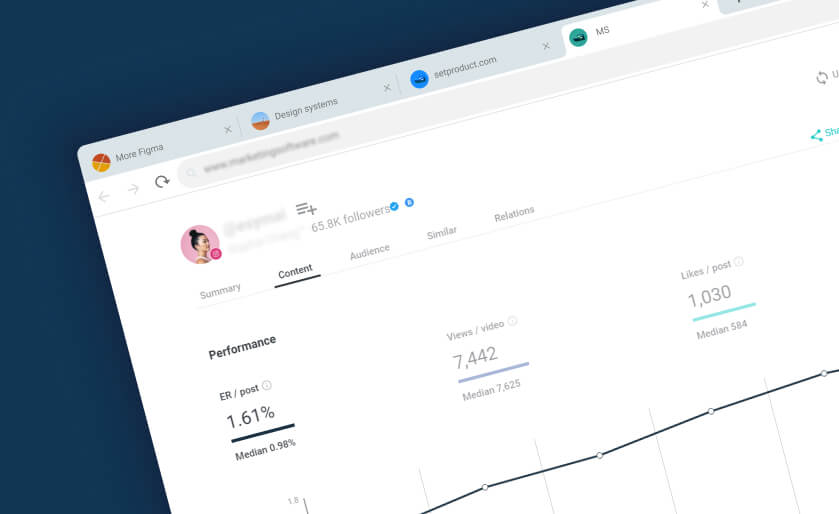 More Figma
Design systems
setproduct.com
MS
65.8K followers
Summary
Content
Audience
Similar
Relations
Performance
ER / post
1.61%
Median 0.98%
Views / video
7,442
Median 7,625
Likes / post
1,030
Median 584
1.8